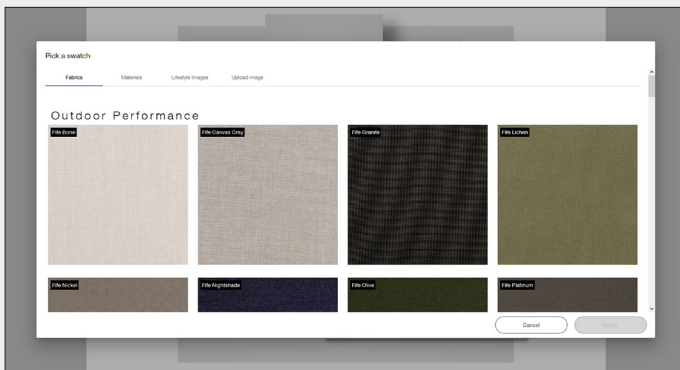 Pick a swatch
Fabrics Materials Lifestyle Images Upload image
Outdoor Performance
Fife Bone Fife Canvas Grey Fife Granite Fife Lichen
Fife Nickel Fife Nightshade Fife Olive Fife Platinum
Cancel Select